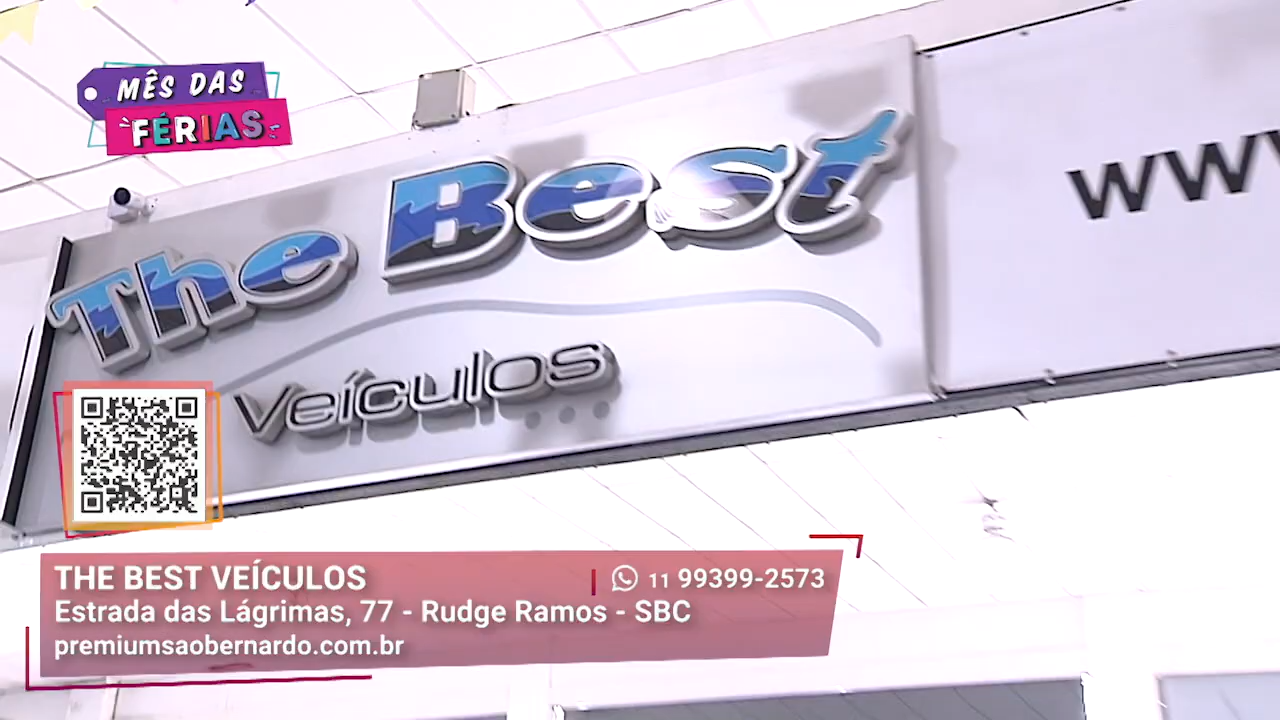 MÊS DAS
FÉRIAS
The Best
Veículos
THE BEST VEÍCULOS
11 99399-2573
Estrada das Lágrimas, 77 - Rudge Ramos - SBC
premiumsaobernardo.com.br